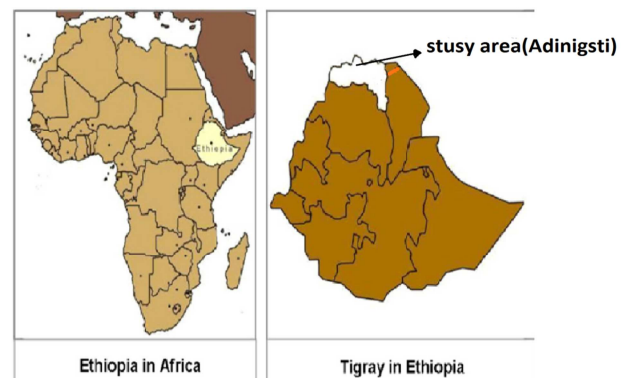 stusy area(Adinigsti)
Ethiopia
Ethiopia in Africa
Tigray in Ethiopia